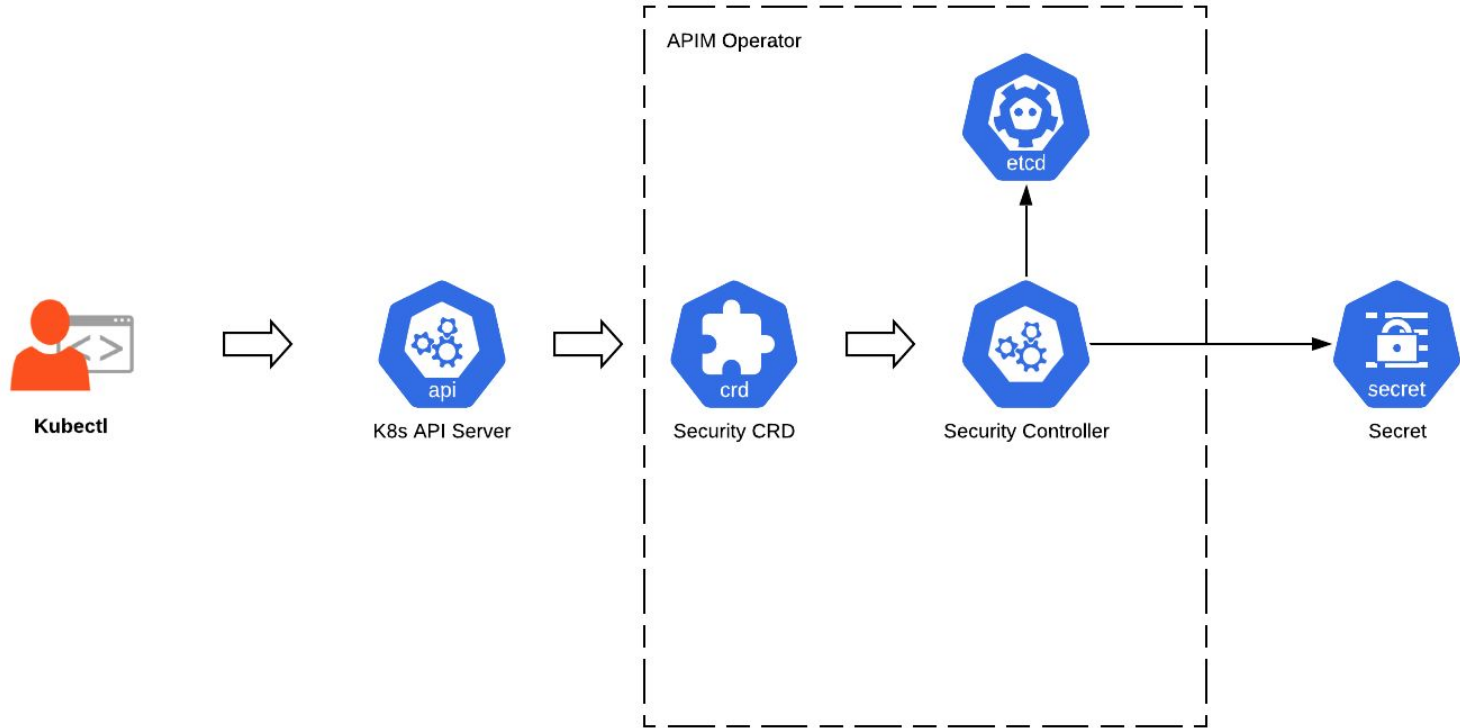 APIM Operator
etcd
< >
api
crd
secret
Kubectl
K8s API Server
Security CRD
Security Controller
Secret